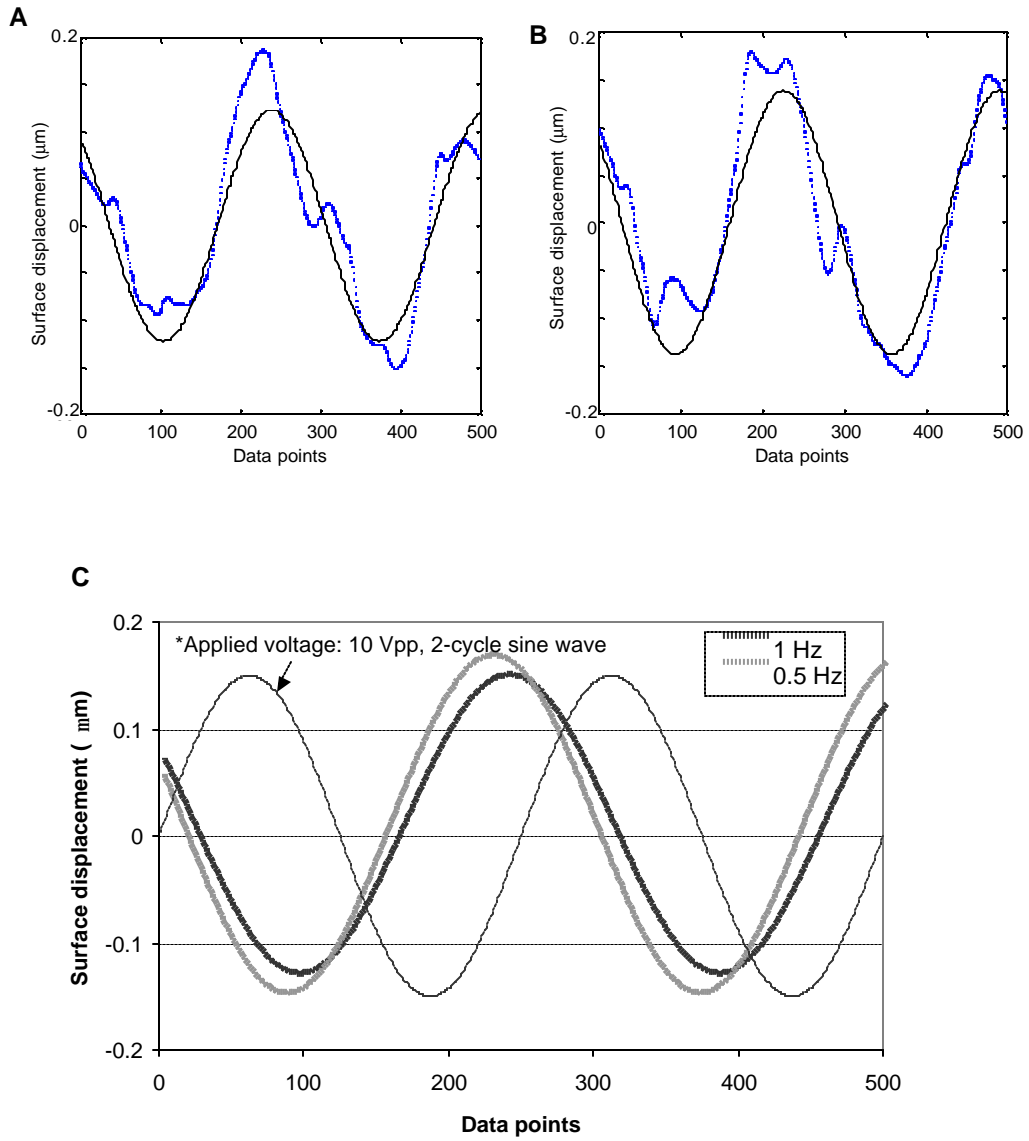 A
0.2
0
-0.2
Surface displacement (µm)
0 100 200 300 400 500
Data points
B
0.2
0
-0.2
Surface displacement (µm)
0 100 200 300 400 500
Data points
C
0.2
0.1
0
-0.1
-0.2
Surface displacement ( mm)
*Applied voltage: 10 Vpp, 2-cycle sine wave
1 Hz
0.5 Hz
0 100 200 300 400 500
Data points